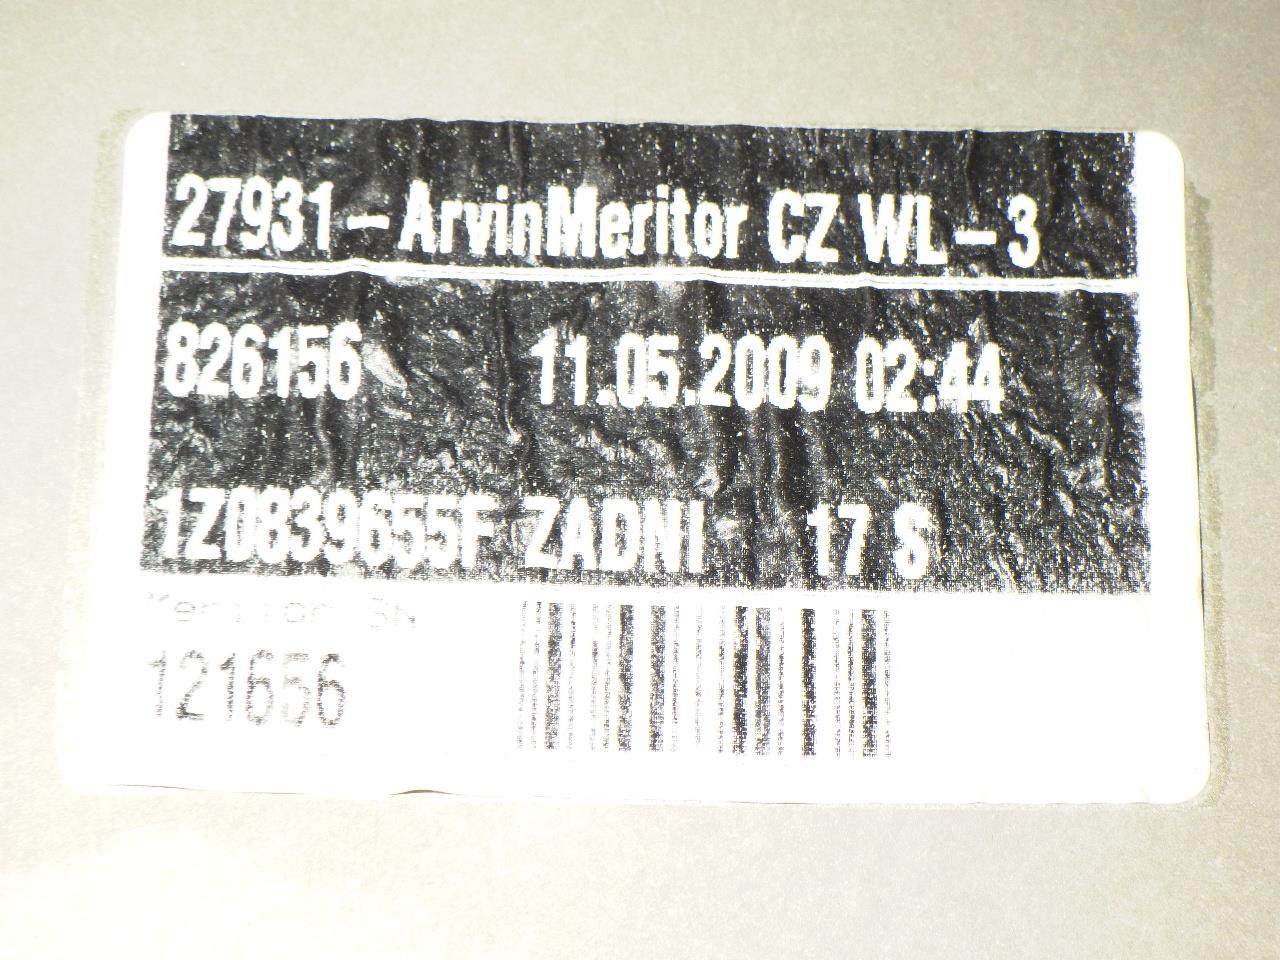 27931-ArvinMeritor CZ WL-3
826156 11.05.2009 02:44
1Z0839655F ZADNI 17 S
121656